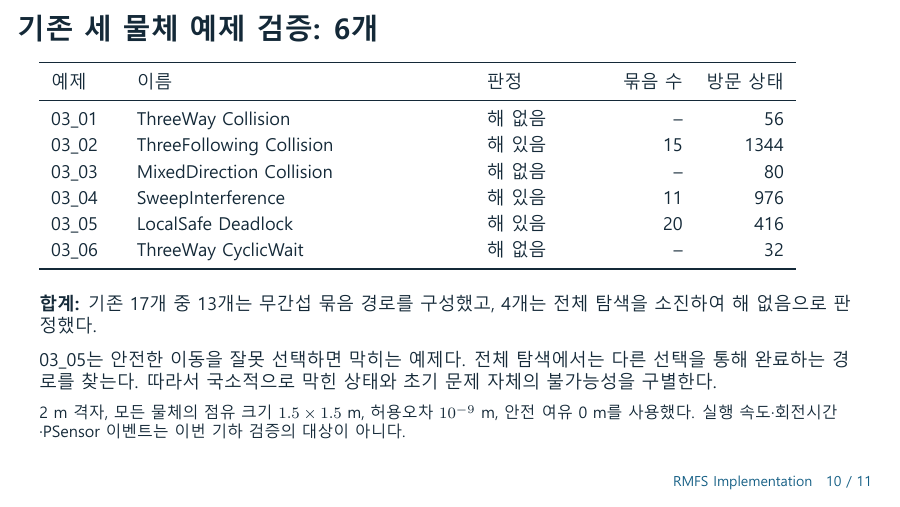 기존 세 물체 예제 검증: 6개
예제 이름 판정 묶음 수 방문 상태
03_01 ThreeWay Collision 해 없음 – 56
03_02 ThreeFollowing Collision 해 있음 15 1344
03_03 MixedDirection Collision 해 없음 – 80
03_04 SweepInterference 해 있음 11 976
03_05 LocalSafe Deadlock 해 있음 20 416
03_06 ThreeWay CyclicWait 해 없음 – 32
합계: 기존 17개 중 13개는 무간섭 묶음 경로를 구성했고, 4개는 전체 탐색을 소진하여 해 없음으로 판
정했다.
03_05는 안전한 이동을 잘못 선택하면 막히는 예제다. 전체 탐색에서는 다른 선택을 통해 완료하는 경
로를 찾는다. 따라서 국소적으로 막힌 상태와 초기 문제 자체의 불가능성을 구별한다.
2 m 격자, 모든 물체의 점유 크기 1.5 × 1.5 m, 허용오차 10⁻⁹ m, 안전 여유 0 m를 사용했다. 실행 속도·회전시간
·PSensor 이벤트는 이번 기하 검증의 대상이 아니다.
RMFS Implementation 10 / 11